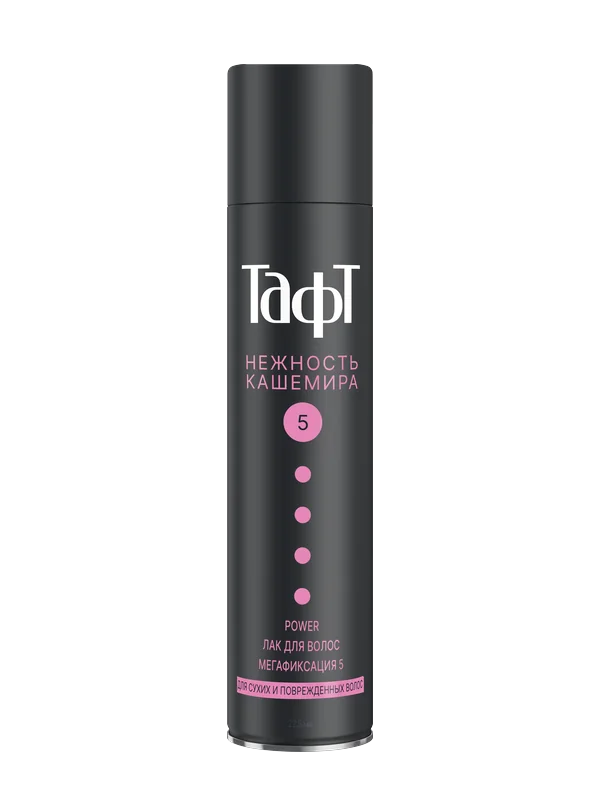 Тафт
НЕЖНОСТЬ
КАШЕМИРА
5
POWER
ЛАК ДЛЯ ВОЛОС
МЕГАФИКСАЦИЯ 5
ДЛЯ СУХИХ И ПОВРЕЖДЕННЫХ ВОЛОС